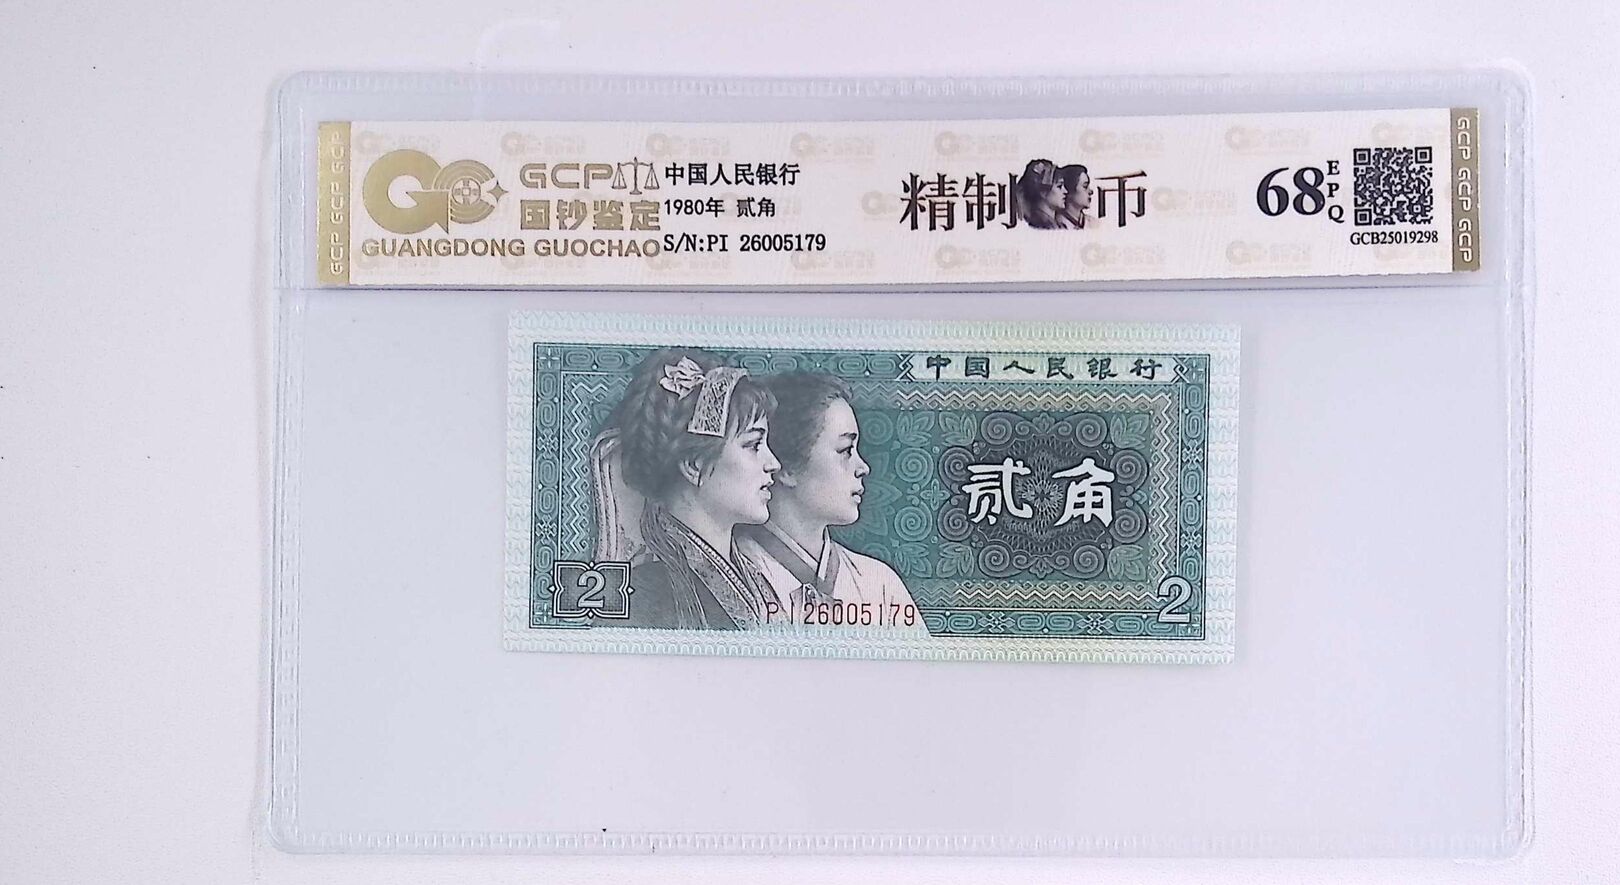 GCP GCP GCP
GCP
国钞鉴定
GUANGDONG GUOCHAO
中国人民银行
1980年 贰角
S/N:PI 26005179
精制币
68
EPQ
GCB25019298
GCP GCP GCP
中国人民银行
贰角
2
PI26005179
2